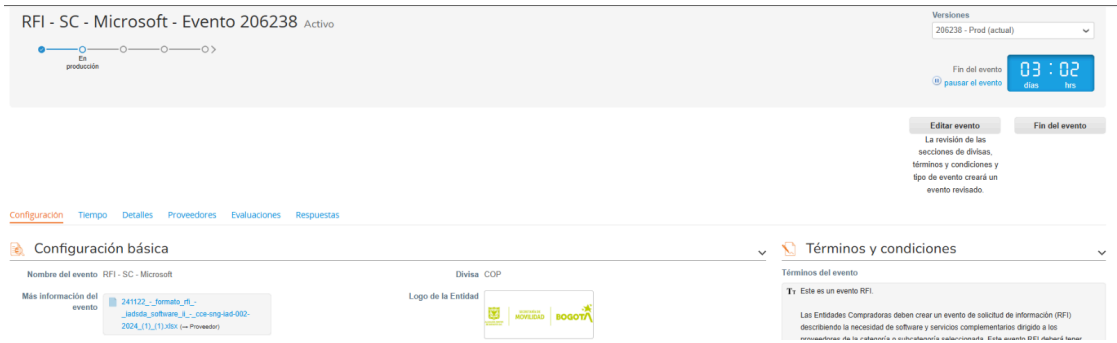 RFI - SC - Microsoft - Evento 206238 Activo
En
producción
Versiones
206238 - Prod (actual)
Fin del evento
pausar el evento
03 : 02
días hrs
Editar evento
Fin del evento
La revisión de las
secciones de divisas,
términos y condiciones y
tipo de evento creará un
evento revisado.
Configuración Tiempo Detalles Proveedores Evaluaciones Respuestas
Configuración básica
Nombre del evento RFI - SC - Microsoft
Divisa COP
Más información del
evento
241122_-_formato_rfi_-
_iadsda_software_ii_-_cce-sng-iad-002-
2024_(1)_(1).xlsx (→ Proveedor)
Logo de la Entidad
MOVILIDAD
BOGOTÁ
Términos y condiciones
Términos del evento
Este es un evento RFI.
Las Entidades Compradoras deben crear un evento de solicitud de información (RFI)
describiendo la necesidad de software y servicios complementarios dirigido a los
proveedores de la categoría o subcategoría seleccionada. Este evento RFI deberá tener